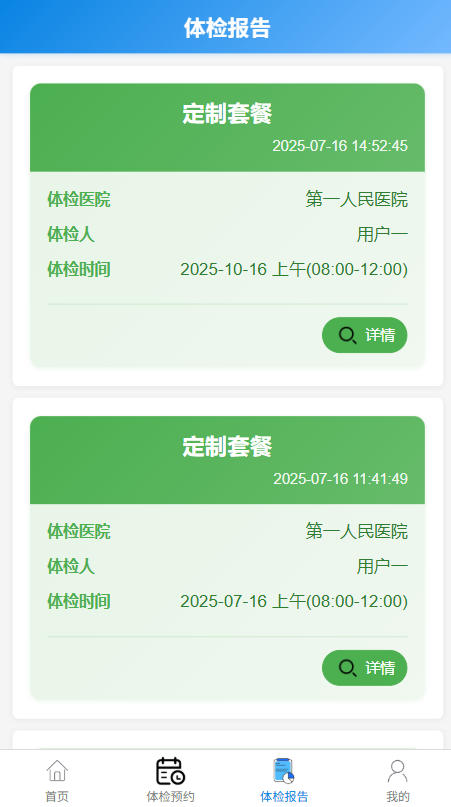 体检报告
定制套餐
2025-07-16 14:52:45
体检医院 第一人民医院
体检人 用户一
体检时间 2025-10-16 上午(08:00-12:00)
详情
定制套餐
2025-07-16 11:41:49
体检医院 第一人民医院
体检人 用户一
体检时间 2025-07-16 上午(08:00-12:00)
详情
首页 体检预约 体检报告 我的